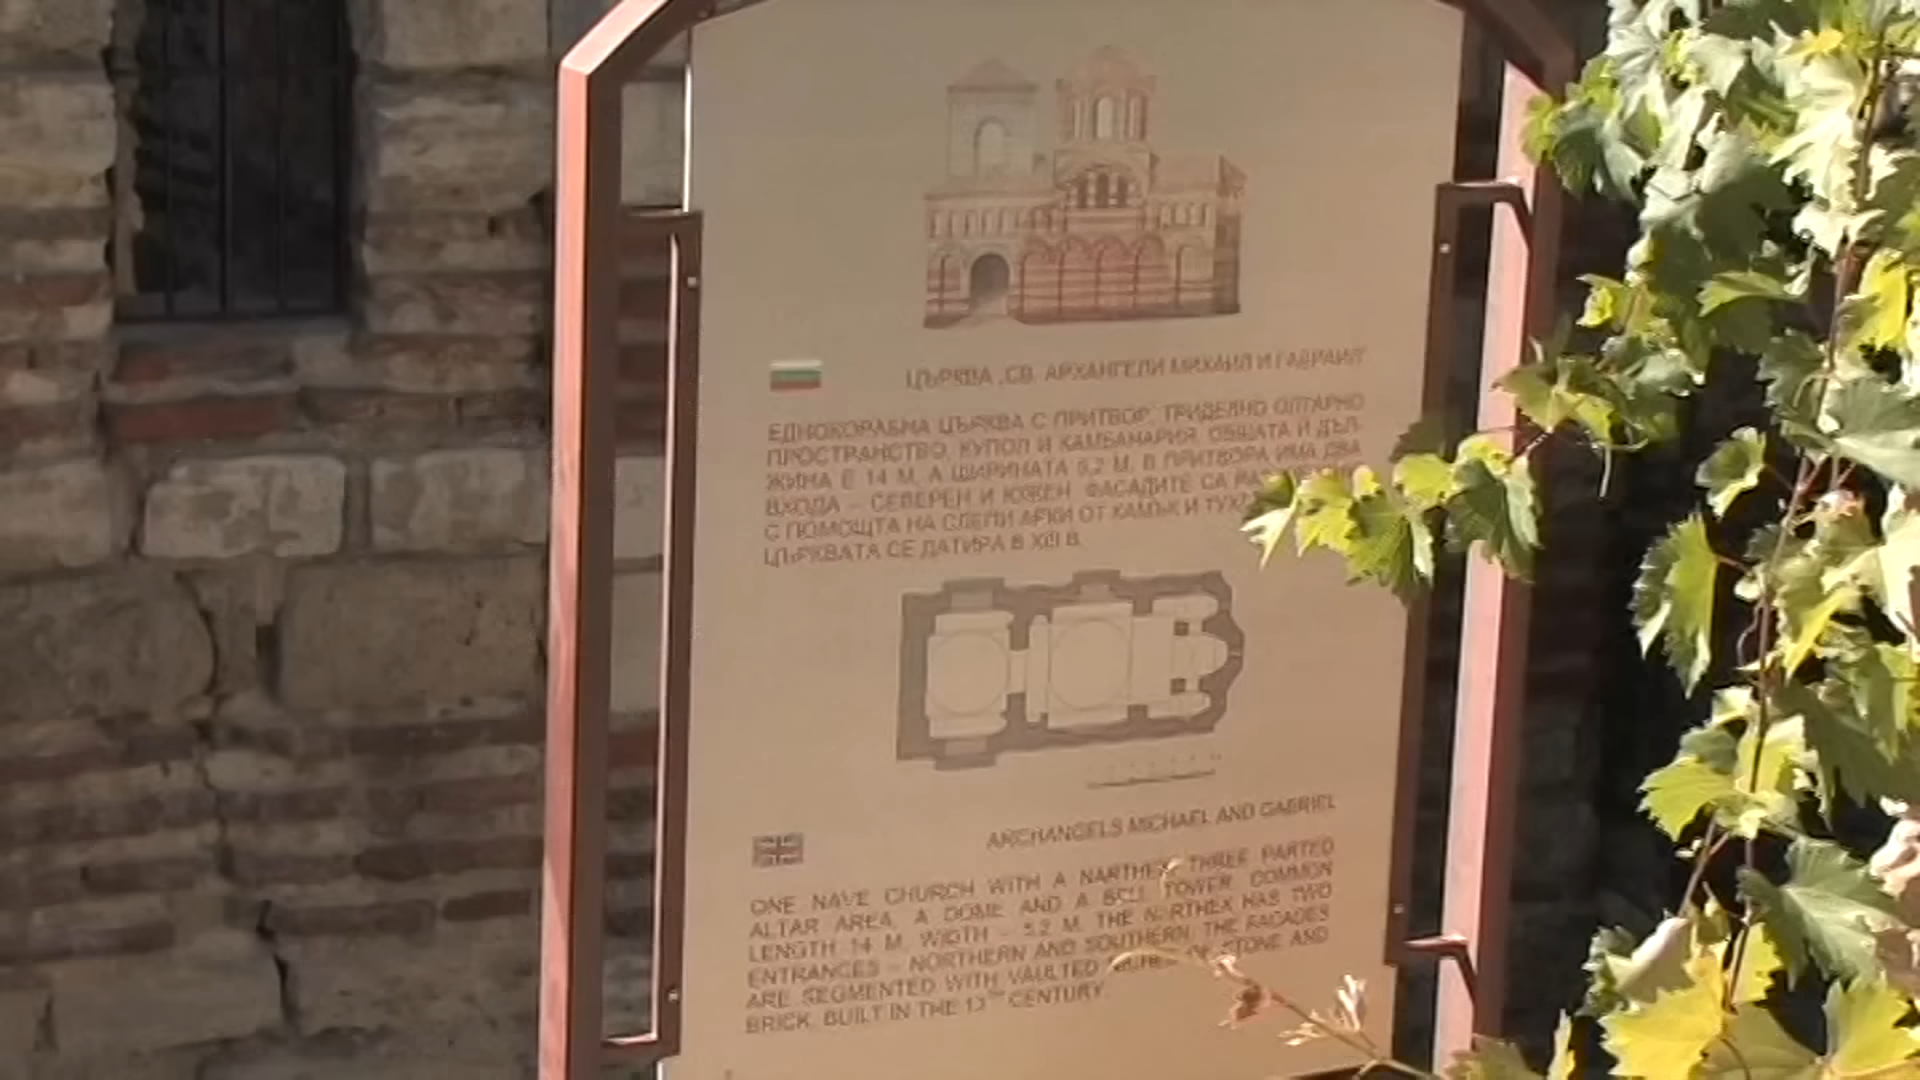 ЦЪРКВА „СВ. АРХАНГЕЛИ МИХАИЛ И ГАВРАИЛ“
ЕДНОКОРАБНА ЦЪРКВА С ПРИТВОР, ТРИДЕЛНО ОЛТАРНО
ПРОСТРАНСТВО, КУПОЛ И КАМБАНАРИЯ. ОБЩАТА Й ДЪЛ-
ЖИНА Е 14 М, А ШИРИНАТА 5,2 М. В ПРИТВОРА ИМА ДВА
ВХОДА – СЕВЕРЕН И ЮЖЕН. ФАСАДИТЕ СА
С ПОМОЩТА НА СЛЕПИ АРКИ ОТ КАМЪК И
ЦЪРКВАТА СЕ ДАТИРА В XIII В.
ARCHANGELS MICHAEL AND GABRIEL
ONE NAVE CHURCH WITH A NARTHEX, THREE PARTED
ALTAR AREA, A DOME AND A BELL TOWER. COMMON
LENGTH 14 M, WIDTH – 5,2 M. THE NARTHEX HAS TWO
ENTRANCES – NORTHERN AND SOUTHERN. THE FACADES
ARE SEGMENTED WITH VAULTED NICHES OF STONE AND
BRICK. BUILT IN THE 13TH CENTURY.